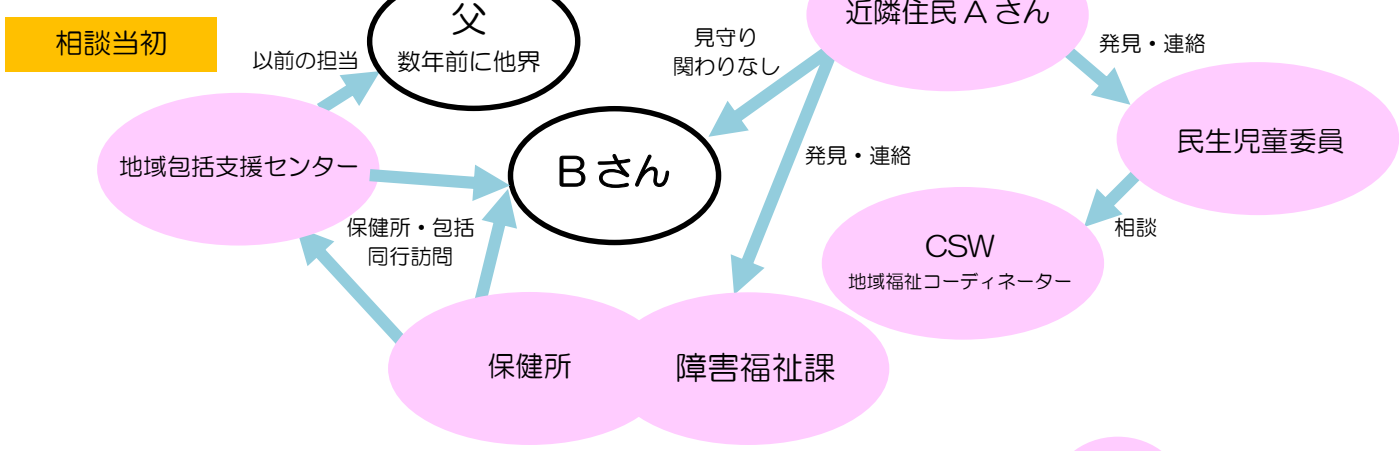 相談当初
父
数年前に他界
以前の担当
近隣住民 A さん
見守り
関わりなし
発見・連絡
民生児童委員
地域包括支援センター
B さん
発見・連絡
保健所・包括
同行訪問
相談
CSW
地域福祉コーディネーター
保健所
障害福祉課